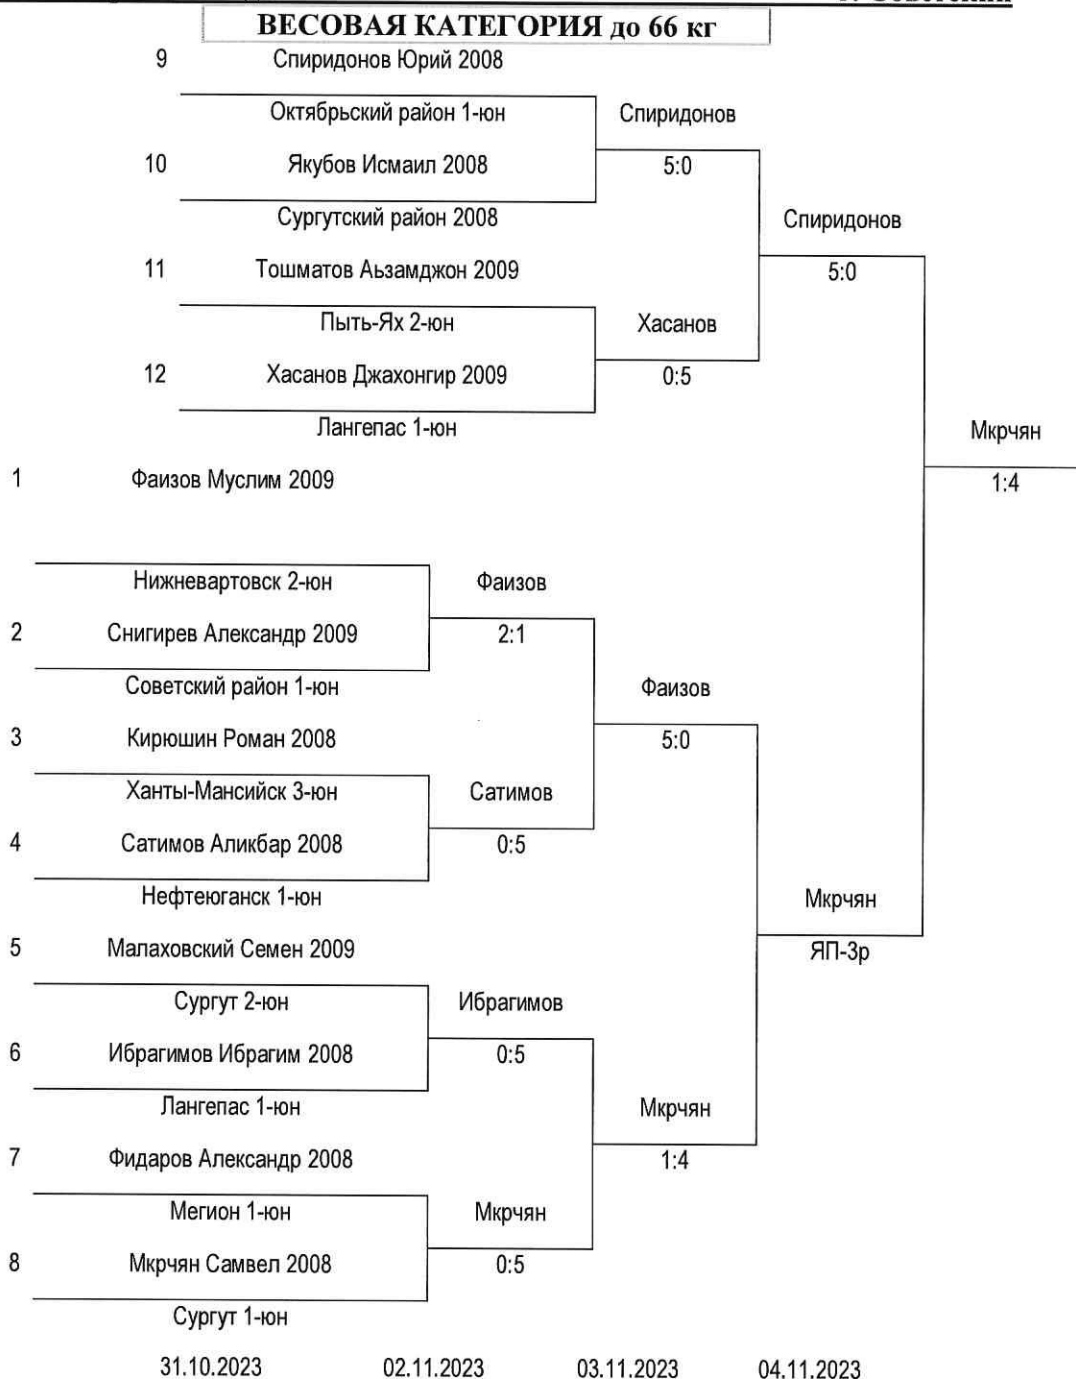 ВЕСОВАЯ КАТЕГОРИЯ до 66 кг
9 Спиридонов Юрий 2008
Октябрьский район 1-юн Спиридонов
10 Якубов Исмаил 2008 5:0
Сургутский район 2008 Спиридонов
11 Тошматов Аьзамджон 2009 5:0
Пыть-Ях 2-юн Хасанов
12 Хасанов Джахонгир 2009 0:5
Лангепас 1-юн Мкрчян
1 Фаизов Муслим 2009 1:4
Нижневартовск 2-юн Фаизов
2 Снигирев Александр 2009 2:1
Советский район 1-юн Фаизов
3 Кирюшин Роман 2008 5:0
Ханты-Мансийск 3-юн Сатимов
4 Сатимов Аликбар 2008 0:5
Нефтеюганск 1-юн Мкрчян
5 Малаховский Семен 2009 ЯП-3р
Сургут 2-юн Ибрагимов
6 Ибрагимов Ибрагим 2008 0:5
Лангепас 1-юн Мкрчян
7 Фидаров Александр 2008 1:4
Мегион 1-юн Мкрчян
8 Мкрчян Самвел 2008 0:5
Сургут 1-юн
31.10.2023 02.11.2023 03.11.2023 04.11.2023